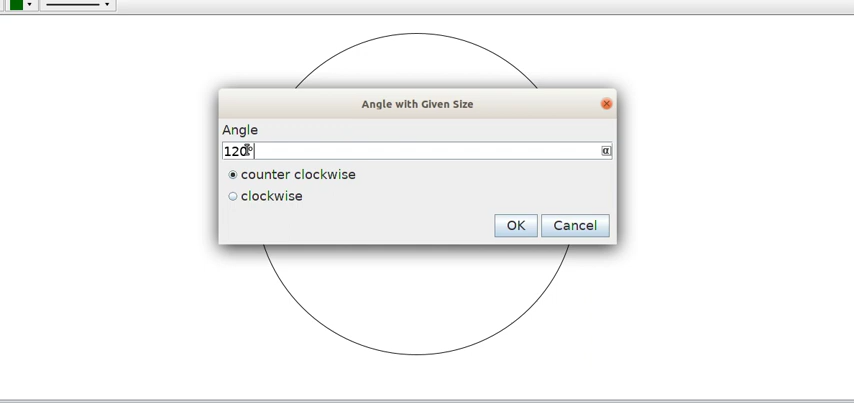 Angle with Given Size
Angle
120°
α
counter clockwise
clockwise
OK Cancel